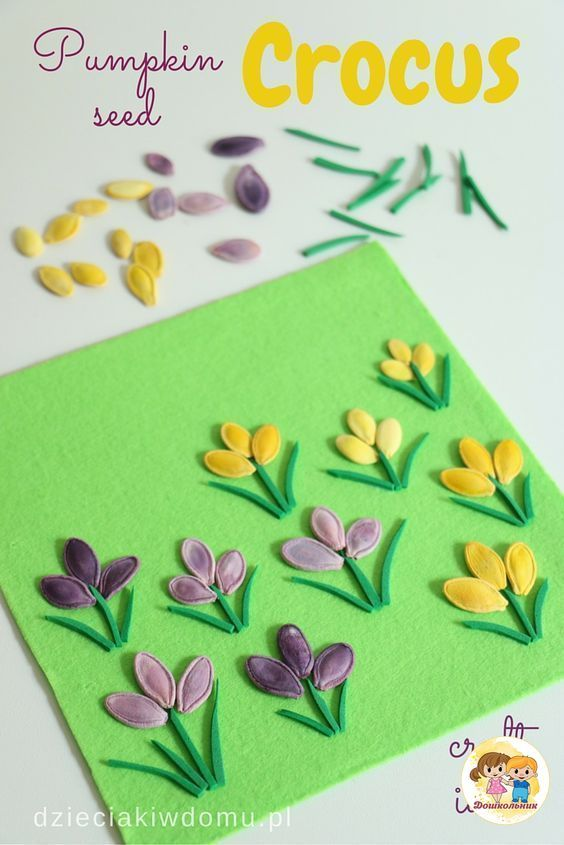 Pumpkin
seed
Crocus
dzieciakiwdomu.pl
Дошкольник